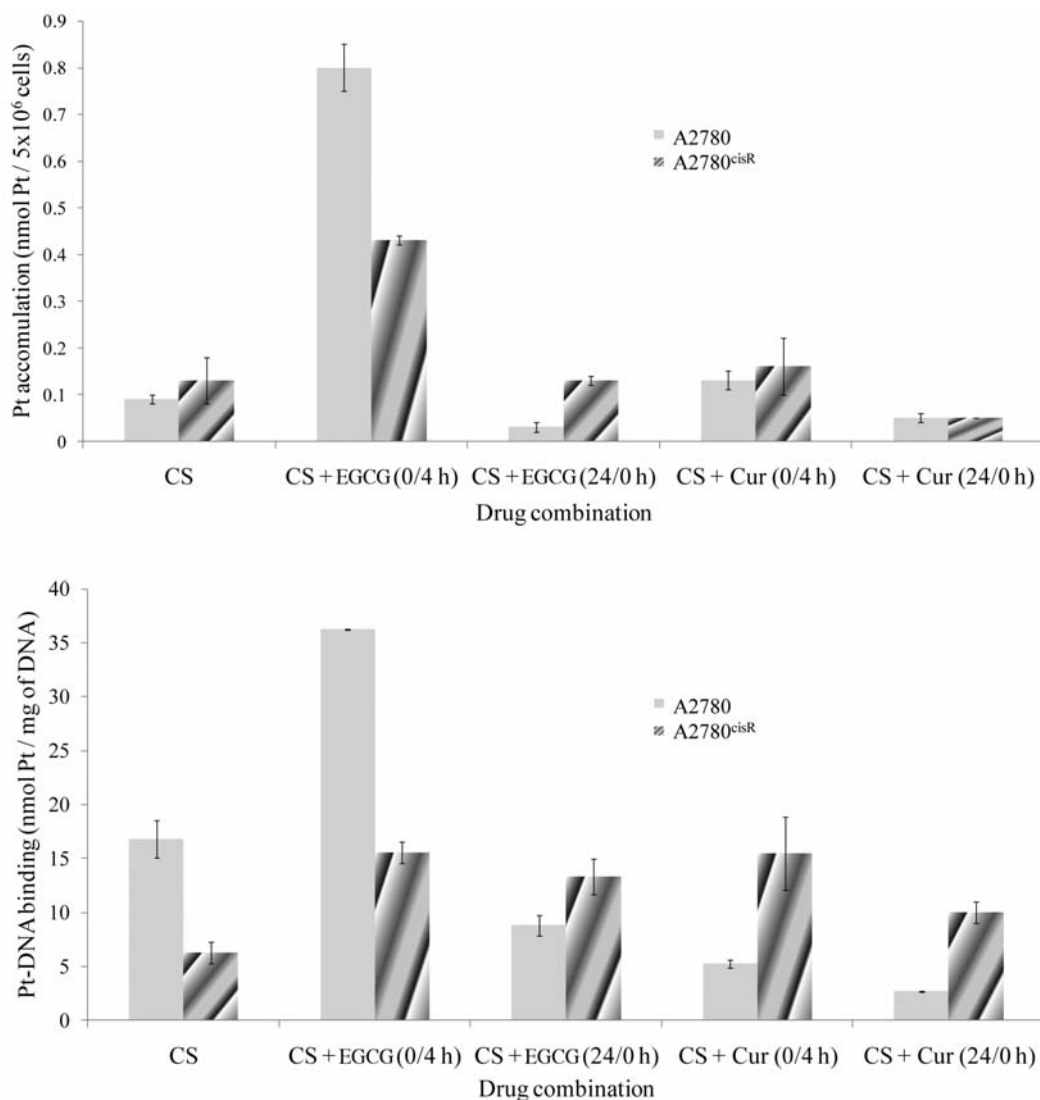 Pt accomulation (nmol Pt / 5x10⁶ cells)
0.9
0.8
0.7
0.6
0.5
0.4
0.3
0.2
0.1
0
A2780
A2780ᶜⁱˢᴿ
CS
CS + EGCG (0/4 h)
CS + EGCG (24/0 h)
CS + Cur (0/4 h)
CS + Cur (24/0 h)
Drug combination
Pt-DNA binding (nmol Pt / mg of DNA)
40
35
30
25
20
15
10
5
0
A2780
A2780ᶜⁱˢᴿ
CS
CS + EGCG (0/4 h)
CS + EGCG (24/0 h)
CS + Cur (0/4 h)
CS + Cur (24/0 h)
Drug combination